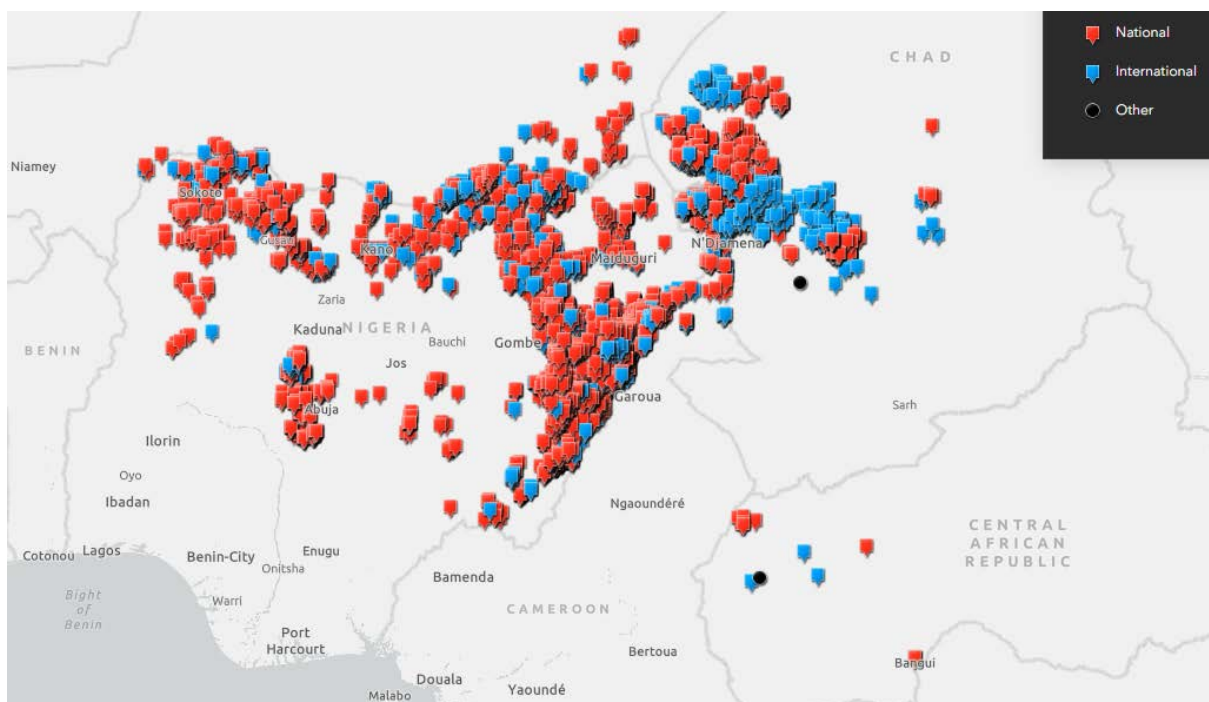 National
International
Other
CHAD
Niamey
Sokoto
Gusau
Kano
Maiduguri
N'Djamena
Zaria
Kaduna
NIGERIA
Bauchi
Gombe
BENIN
Jos
Garoua
Abuja
Sarh
Ilorin
Oyo
Ibadan
Ngaoundéré
CENTRAL
AFRICAN
REPUBLIC
Cotonou
Lagos
Benin-City
Enugu
Onitsha
Bamenda
Bight
of
Benin
Warri
CAMEROON
Port
Harcourt
Bertoua
Bangui
Douala
Malabo
Yaoundé